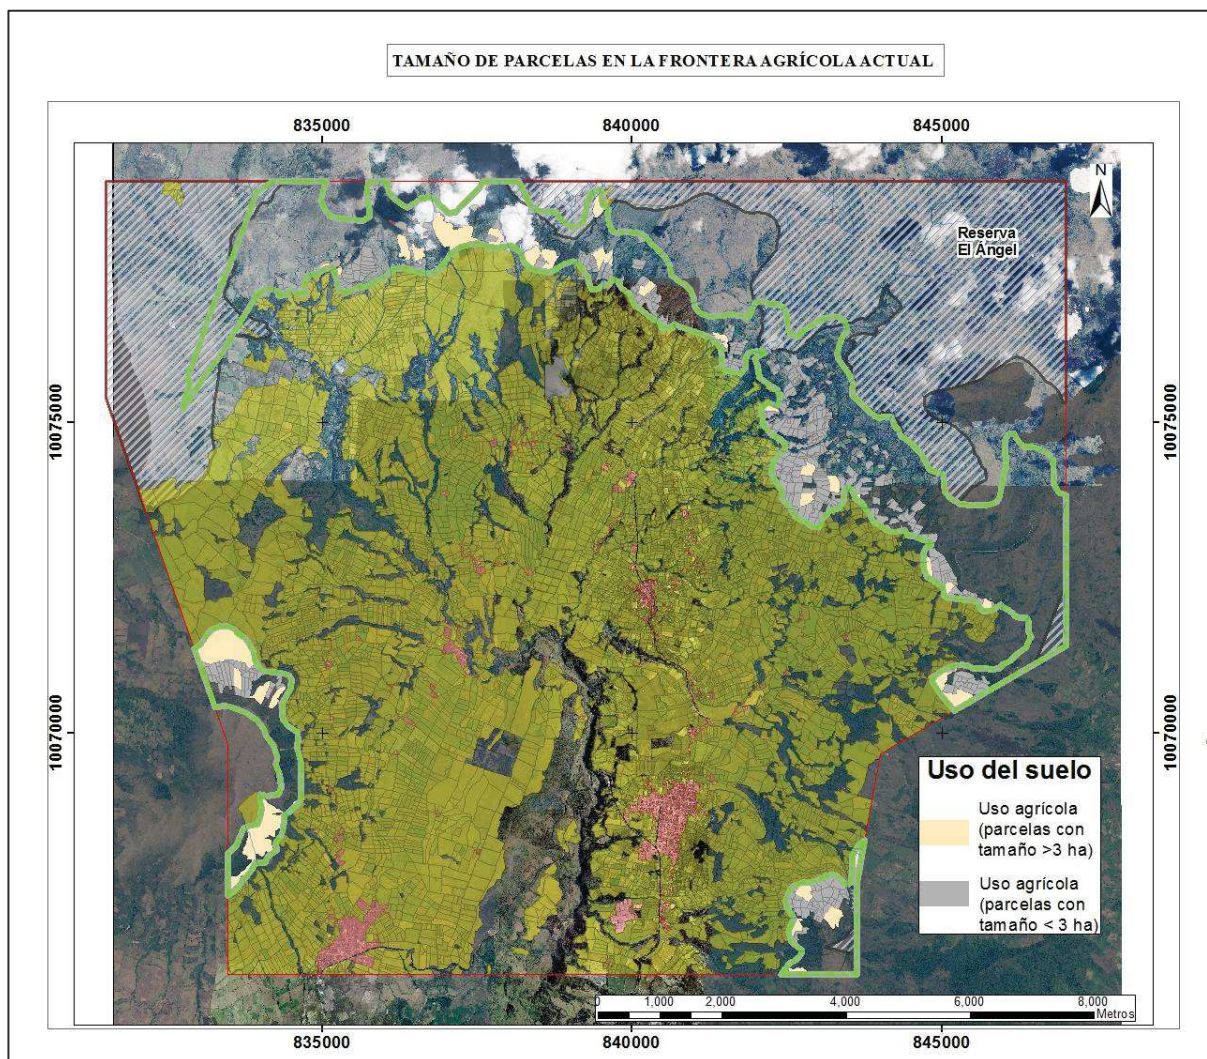 TAMAÑO DE PARCELAS EN LA FRONTERA AGRÍCOLA ACTUAL
835000
840000
845000
N
Reserva
El Ángel
10075000
10075000
10070000
10070000
Uso del suelo
Uso agrícola
(parcelas con
tamaño >3 ha)
Uso agrícola
(parcelas con
tamaño < 3 ha)
0
1,000
2,000
4,000
6,000
8,000
Metros
835000
840000
845000